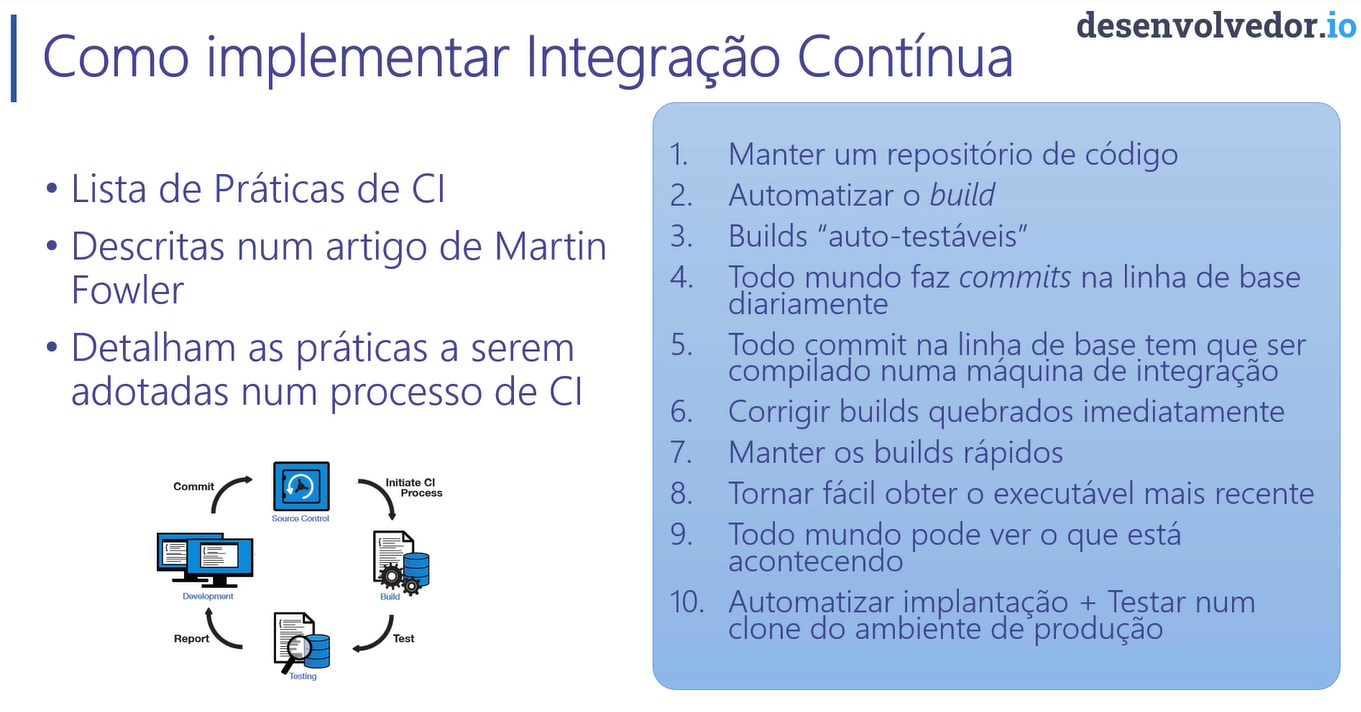 desenvolvedor.io
Como implementar Integração Contínua
• Lista de Práticas de CI
• Descritas num artigo de Martin
Fowler
• Detalham as práticas a serem
adotadas num processo de CI
Commit
Source Control
Initiate CI
Process
Development
Build
Report
Test
Testing
1. Manter um repositório de código
2. Automatizar o build
3. Builds “auto-testáveis”
4. Todo mundo faz commits na linha de base
diariamente
5. Todo commit na linha de base tem que ser
compilado numa máquina de integração
6. Corrigir builds quebrados imediatamente
7. Manter os builds rápidos
8. Tornar fácil obter o executável mais recente
9. Todo mundo pode ver o que está
acontecendo
10. Automatizar implantação + Testar num
clone do ambiente de produção